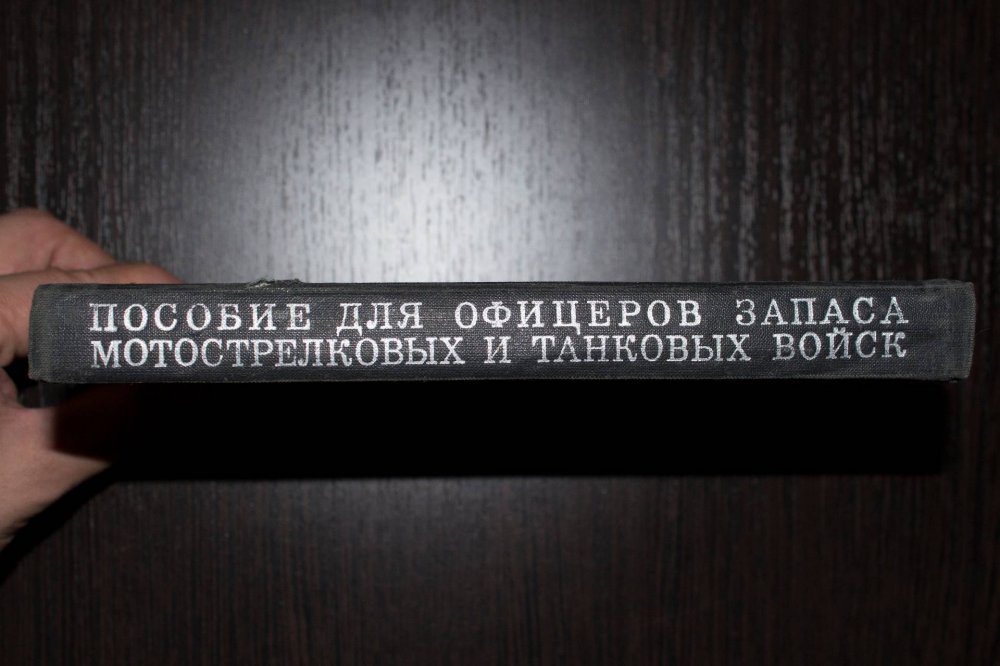 ПОСОБИЕ ДЛЯ ОФИЦЕРОВ ЗАПАСА
МОТОСТРЕЛКОВЫХ И ТАНКОВЫХ ВОЙСК